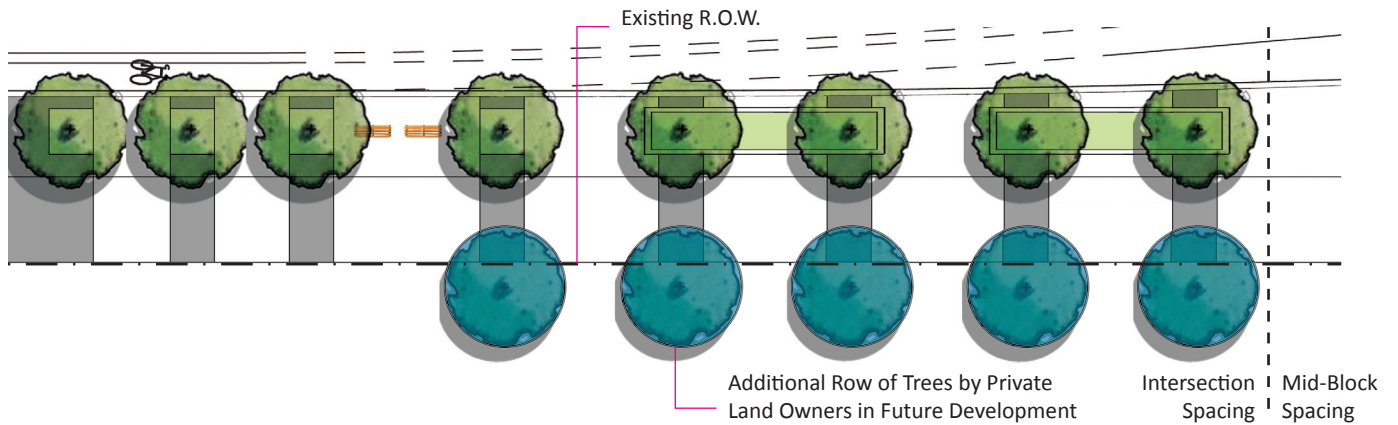 Existing R.O.W.
Additional Row of Trees by Private
Land Owners in Future Development
Intersection
Spacing
Mid-Block
Spacing